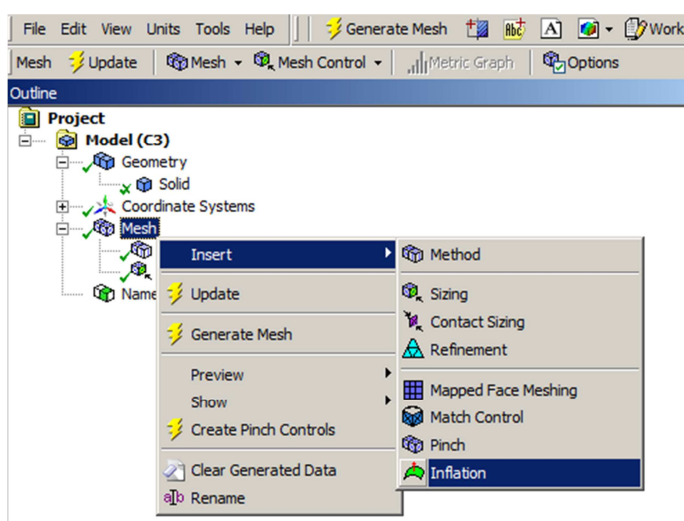 File Edit View Units Tools Help Generate Mesh Abc A Work
Mesh Update Mesh Mesh Control Metric Graph Options
Outline
Project
Model (C3)
Geometry
Solid
Coordinate Systems
Mesh
Name
Insert
Update
Generate Mesh
Preview
Show
Create Pinch Controls
Clear Generated Data
a|b Rename
Method
Sizing
Contact Sizing
Refinement
Mapped Face Meshing
Match Control
Pinch
Inflation